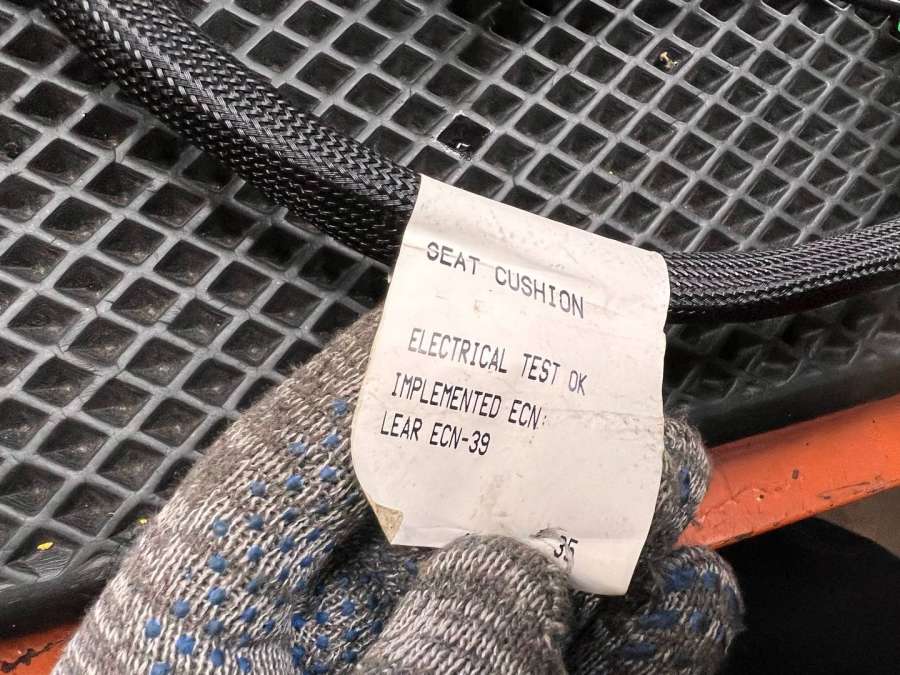 SEAT CUSHION
ELECTRICAL TEST OK
IMPLEMENTED ECN:
LEAR ECN-39
35